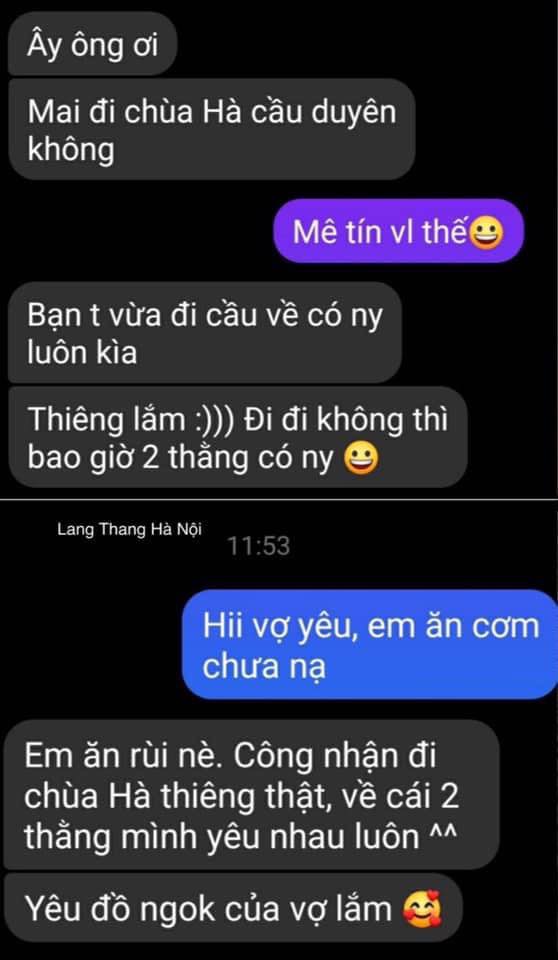 Ây ông ơi
Mai đi chùa Hà cầu duyên
không
Mê tín vl thế😀
Bạn t vừa đi cầu về có ny
luôn kìa
Thiêng lắm :))) Đi đi không thì
bao giờ 2 thằng có ny 😀
Lang Thang Hà Nội
11:53
Hii vợ yêu, em ăn cơm
chưa nạ
Em ăn rùi nè. Công nhận đi
chùa Hà thiêng thật, về cái 2
thằng mình yêu nhau luôn ^^
Yêu đồ ngok của vợ lắm 🥰